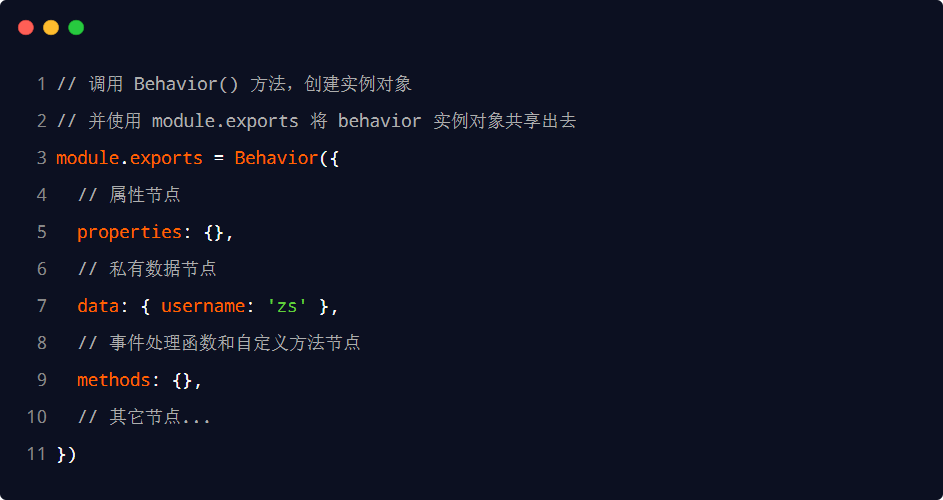 1 // 调用 Behavior() 方法，创建实例对象
2 // 并使用 module.exports 将 behavior 实例对象共享出去
3 module.exports = Behavior({
4   // 属性节点
5   properties: {},
6   // 私有数据节点
7   data: { username: 'zs' },
8   // 事件处理函数和自定义方法节点
9   methods: {},
10   // 其它节点...
11 })